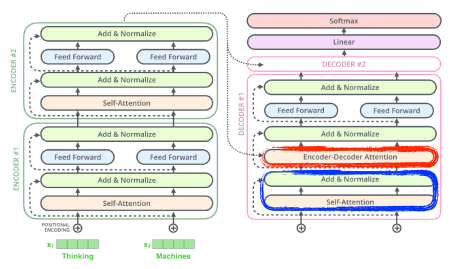 Softmax
Linear
DECODER #2
ENCODER #2
Add & Normalize
Feed Forward
Feed Forward
Add & Normalize
Self-Attention
ENCODER #1
Add & Normalize
Feed Forward
Feed Forward
Add & Normalize
Self-Attention
POSITIONAL
ENCODING
X1
X2
Thinking
Machines
DECODER #1
Add & Normalize
Feed Forward
Feed Forward
Add & Normalize
Encoder-Decoder Attention
Add & Normalize
Self-Attention